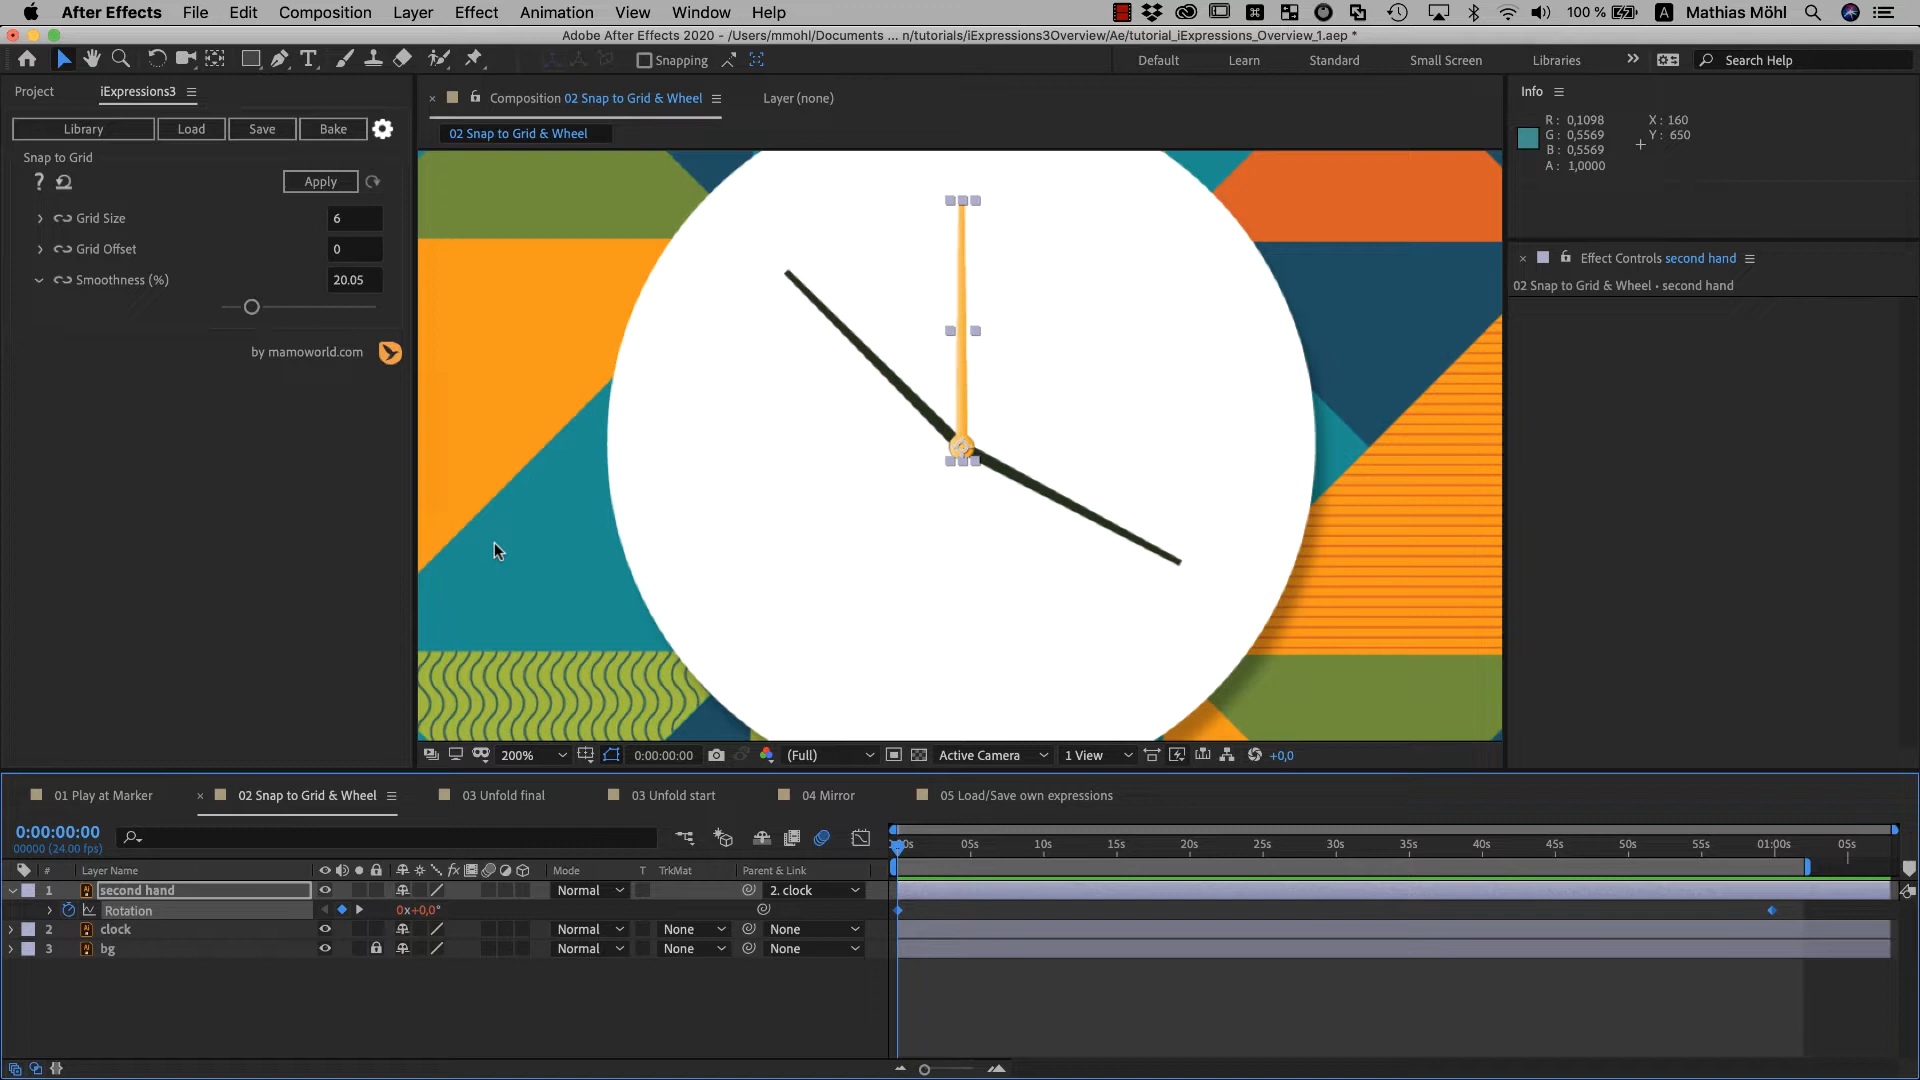 After Effects File Edit Composition Layer Effect Animation View Window Help 100 % A Mathias Möhl
Adobe After Effects 2020 - /Users/mmohl/Documents ... n/tutorials/iExpressions3Overview/Ae/tutorial_iExpressions_Overview_1.aep *
T Snapping Default Learn Standard Small Screen Libraries >> Search Help
Project iExpressions3
Composition 02 Snap to Grid & Wheel Layer (none)
Info
Library Load Save Bake
02 Snap to Grid & Wheel
R: 0,1098 X: 160
G: 0,5569 Y: 650
B: 0,5569
A: 1,0000
Snap to Grid
? Apply
Grid Size 6
Grid Offset 0
Smoothness (%) 20.05
by mamoworld.com
Effect Controls second hand
02 Snap to Grid & Wheel • second hand
200% 0:00:00:00 (Full) Active Camera 1 View +0,0
01 Play at Marker 02 Snap to Grid & Wheel 03 Unfold final 03 Unfold start 04 Mirror 05 Load/Save own expressions
0:00:00:00
00000 (24.00 fps)
05s 10s 15s 20s 25s 30s 35s 40s 45s 50s 55s 01:00s 05s
# Layer Name fx Mode T TrkMat Parent & Link
1 second hand Normal 2. clock
Rotation 0x+0,0°
2 clock Normal None None
3 bg Normal None None